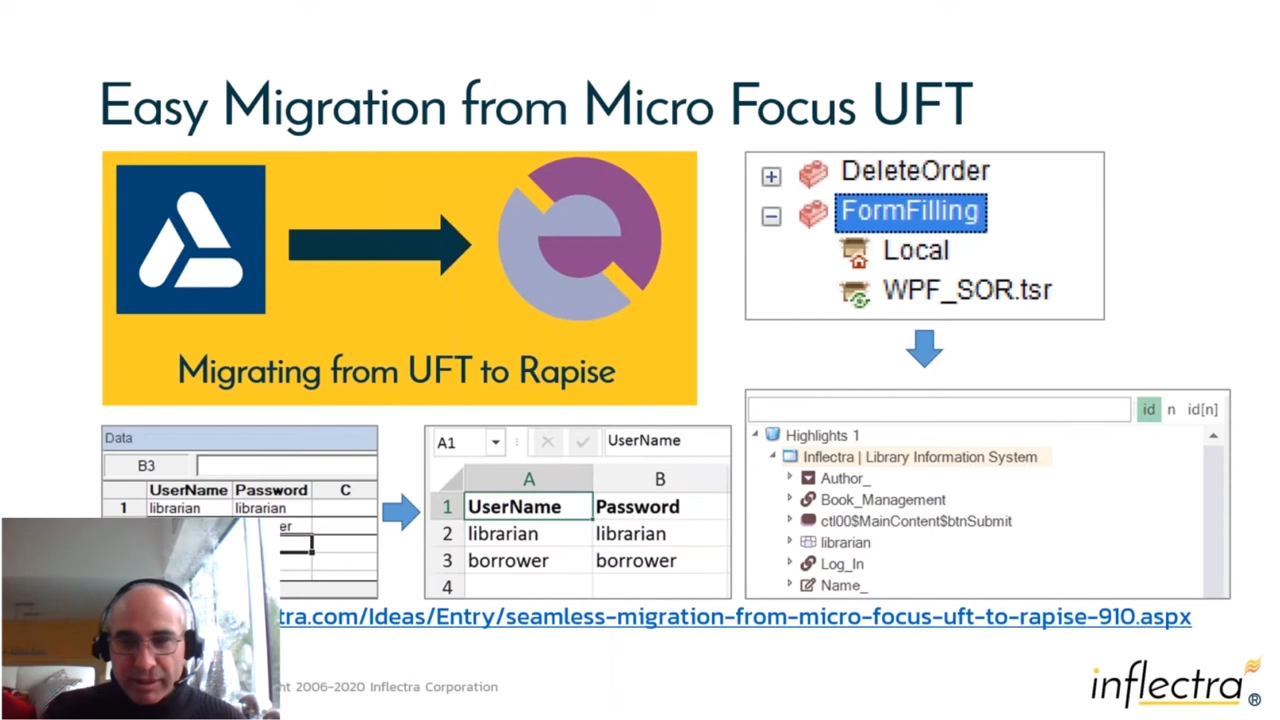 Easy Migration from Micro Focus UFT
Migrating from UFT to Rapise
DeleteOrder
FormFilling
Local
WPF_SOR.tsr
Data
B3
UserName Password C
1 librarian librarian
er
A1 UserName
A B
1 UserName Password
2 librarian librarian
3 borrower borrower
4
id n id[n]
Highlights 1
Inflectra | Library Information System
Author_
Book_Management
ctl00$MainContent$btnSubmit
librarian
Log_In
Name_
tra.com/Ideas/Entry/seamless-migration-from-micro-focus-uft-to-rapise-910.aspx
nt 2006-2020 Inflectra Corporation
inflectra®